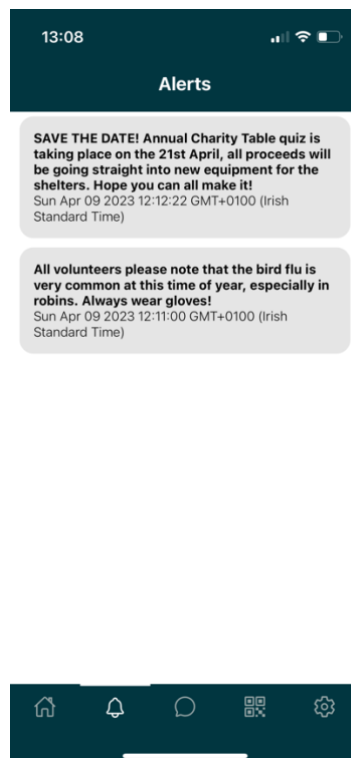 13:08
Alerts
SAVE THE DATE! Annual Charity Table quiz is
taking place on the 21st April, all proceeds will
be going straight into new equipment for the
shelters. Hope you can all make it!
Sun Apr 09 2023 12:12:22 GMT+0100 (Irish
Standard Time)
All volunteers please note that the bird flu is
very common at this time of year, especially in
robins. Always wear gloves!
Sun Apr 09 2023 12:11:00 GMT+0100 (Irish
Standard Time)